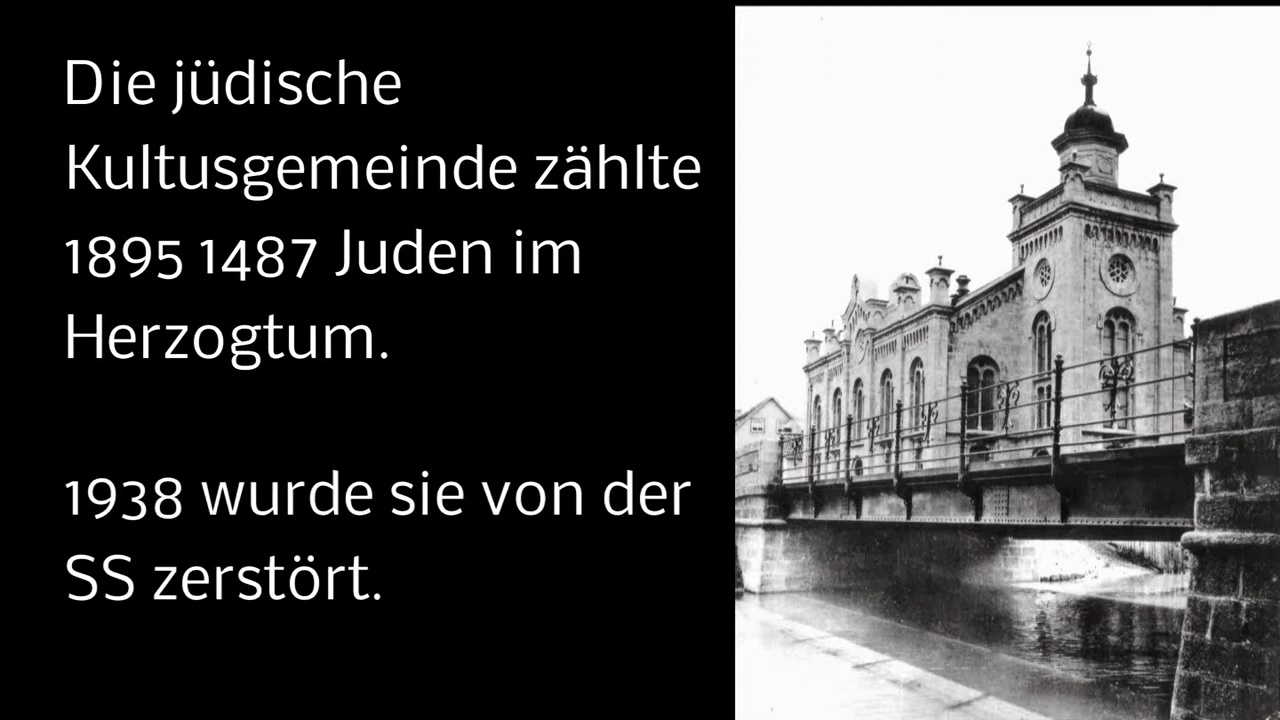 Die jüdische
Kultusgemeinde zählte
1895 1487 Juden im
Herzogtum.
1938 wurde sie von der
SS zerstört.